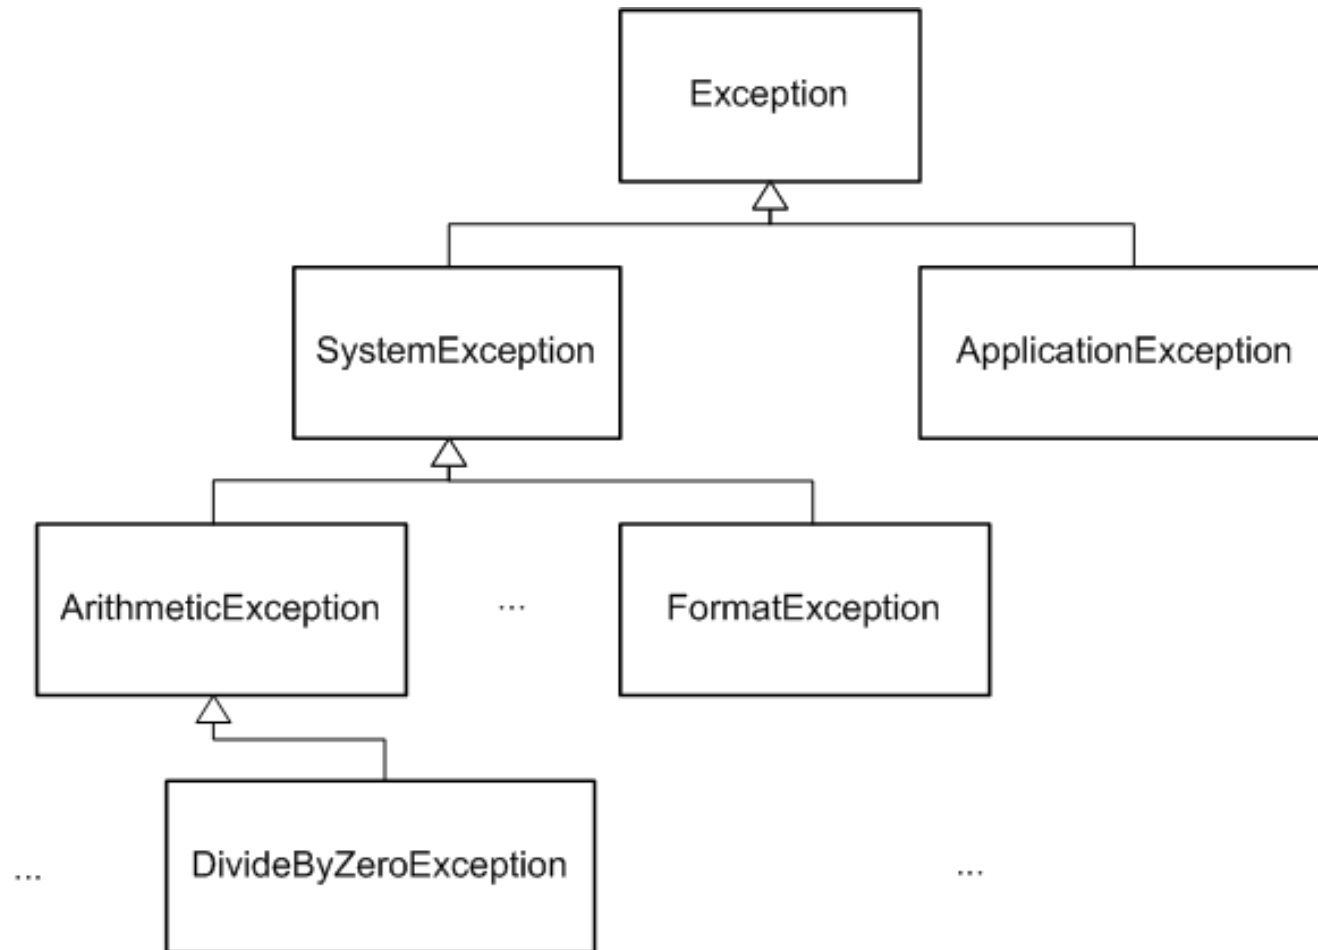 Exception
SystemException
ApplicationException
ArithmeticException
...
FormatException
DivideByZeroException
...
...